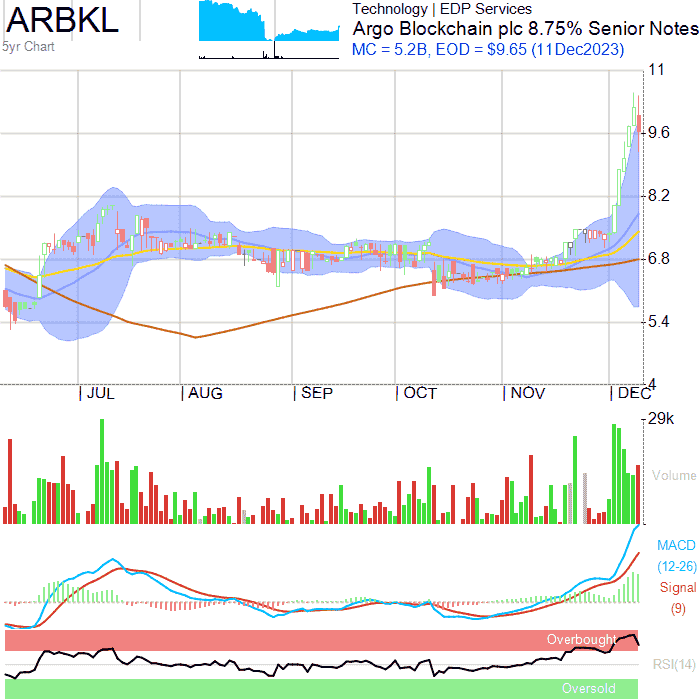 ARBKL
5yr Chart
Technology | EDP Services
Argo Blockchain plc 8.75% Senior Notes
MC = 5.2B, EOD = $9.65 (11Dec2023)
11
9.6
8.2
6.8
5.4
4
JUL
AUG
SEP
OCT
NOV
DEC
29k
Volume
MACD
(12-26)
Signal
(9)
Overbought
RSI(14)
Oversold